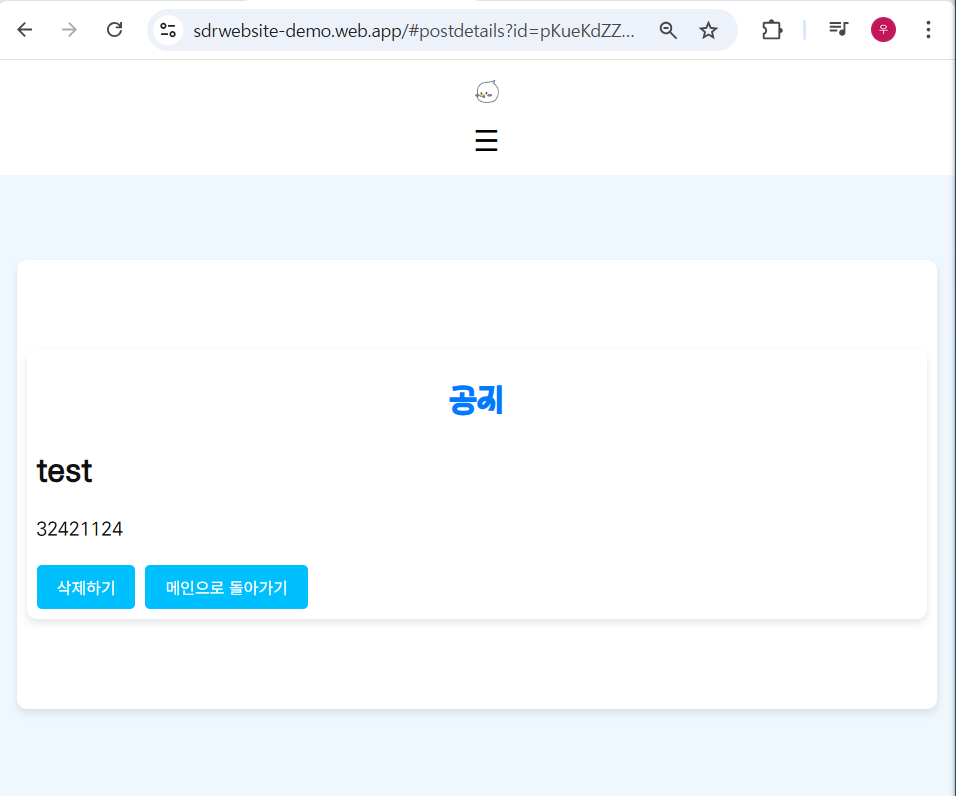 sdrwebsite-demo.web.app/#postdetails?id=pKueKdZZ...
우
공지
test
32421124
삭제하기
메인으로 돌아가기